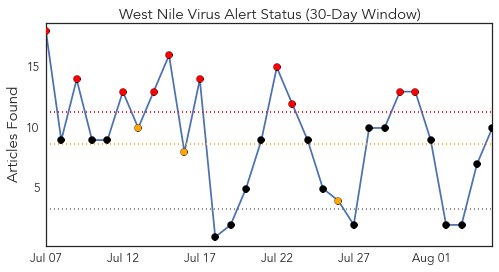 West Nile Virus Alert Status (30-Day Window)
Articles Found
15
10
5
Jul 07
Jul 12
Jul 17
Jul 22
Jul 27
Aug 01